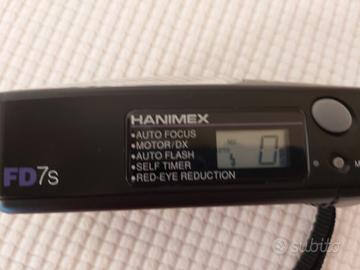 HANIMEX
•AUTO FOCUS
•MOTOR/DX
•AUTO FLASH
•SELF TIMER
•RED-EYE REDUCTION
0
FD7s
M
subito